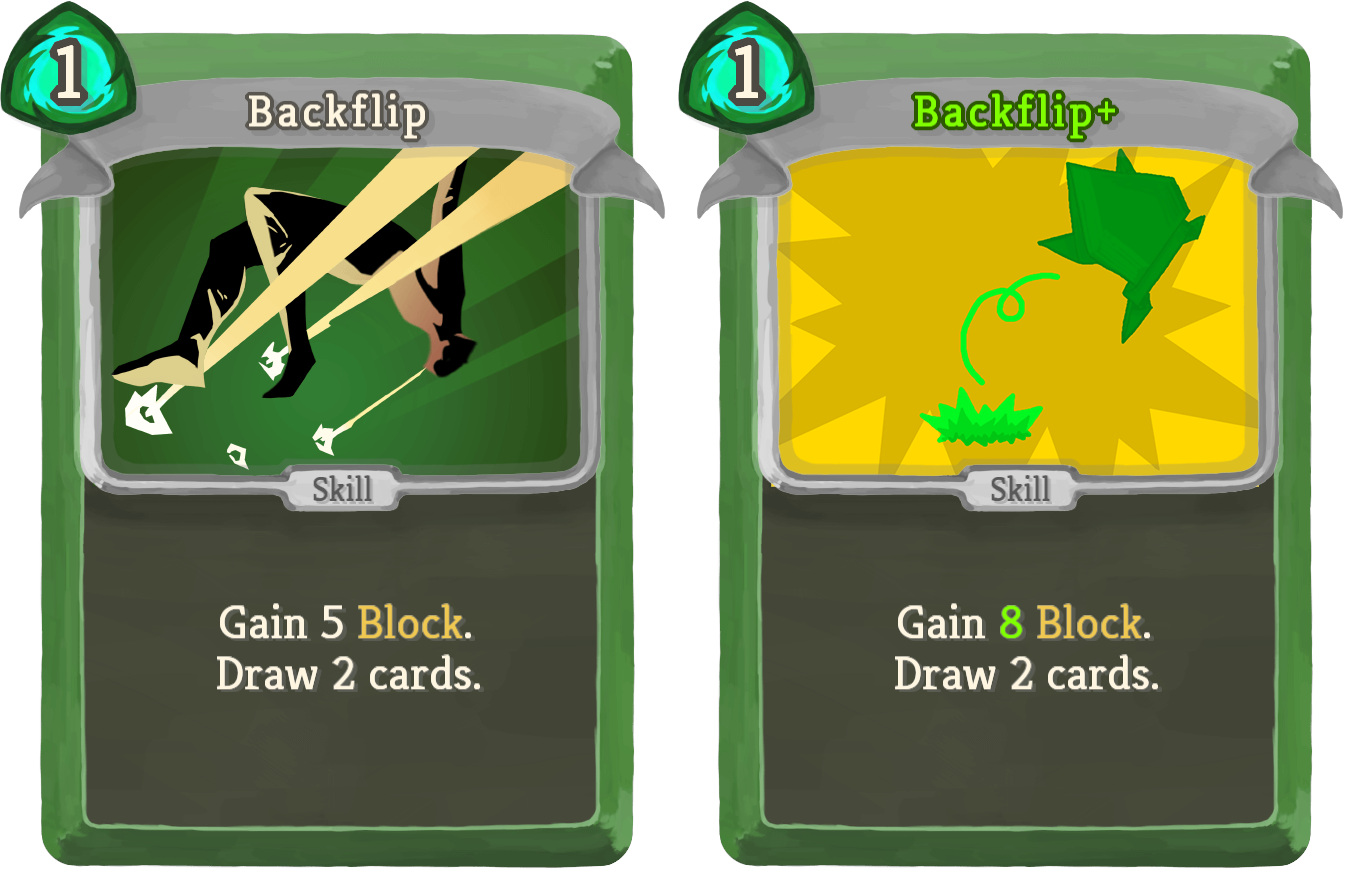 1
Backflip
Skill
Gain 5 Block.
Draw 2 cards.
1
Backflip+
Skill
Gain 8 Block.
Draw 2 cards.